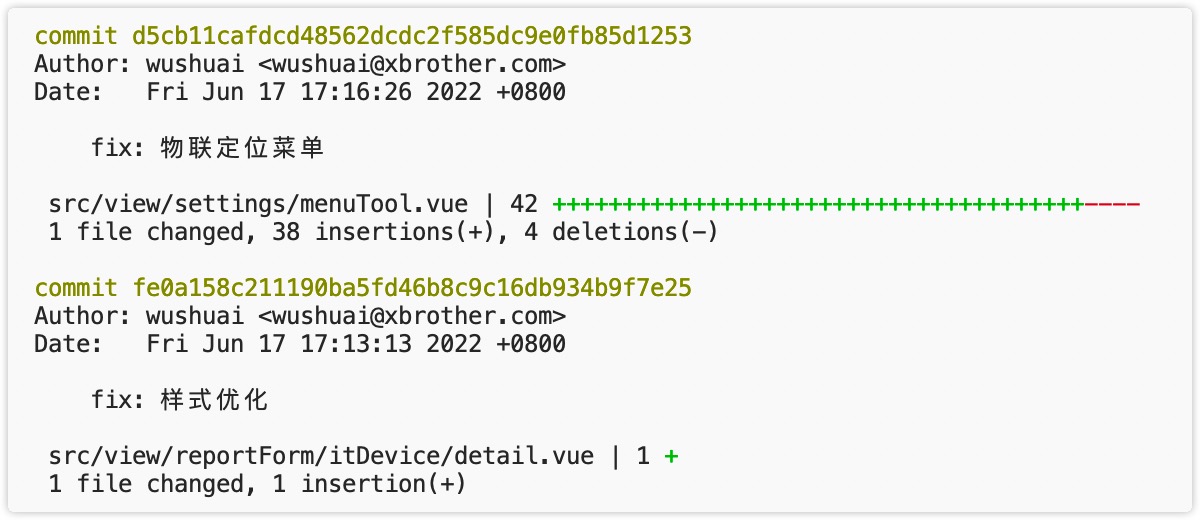 commit d5cb11cafdcd48562dcdc2f585dc9e0fb85d1253
Author: wushuai <wushuai@xbrother.com>
Date:   Fri Jun 17 17:16:26 2022 +0800
fix: 物联定位菜单
src/view/settings/menuTool.vue | 42 ++++++++++++++++++++++++++++++++++++++----
1 file changed, 38 insertions(+), 4 deletions(-)
commit fe0a158c211190ba5fd46b8c9c16db934b9f7e25
Author: wushuai <wushuai@xbrother.com>
Date:   Fri Jun 17 17:13:13 2022 +0800
fix: 样式优化
src/view/reportForm/itDevice/detail.vue | 1 +
1 file changed, 1 insertion(+)